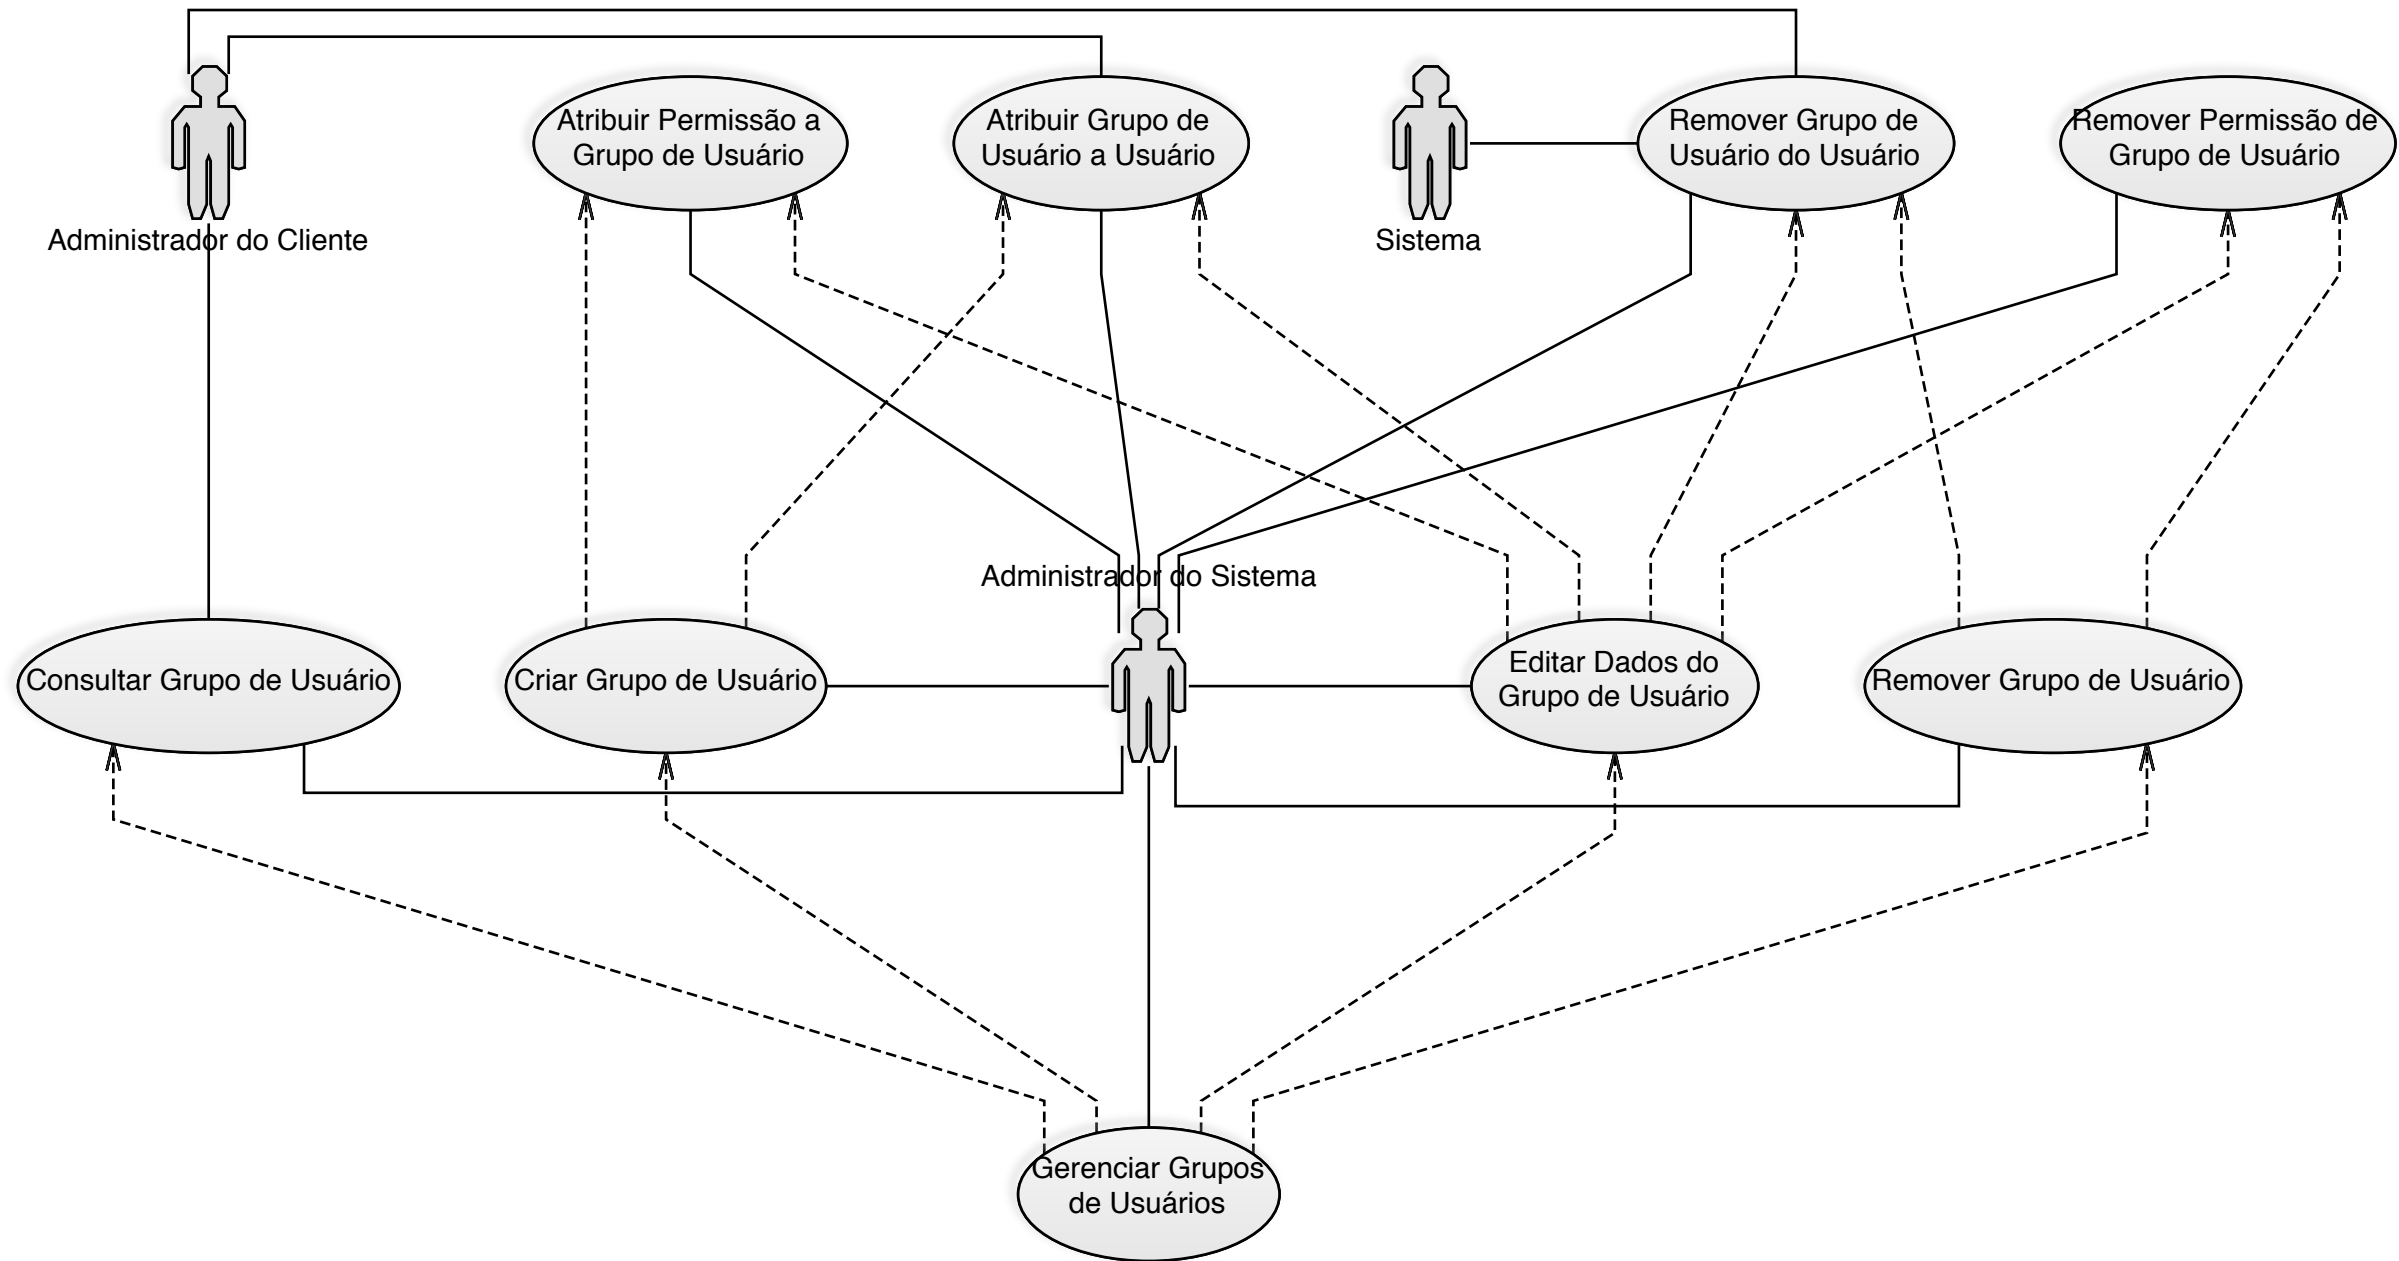 Atribuir Permissão a
Grupo de Usuário
Atribuir Grupo de
Usuário a Usuário
Remover Grupo de
Usuário do Usuário
Remover Permissão de
Grupo de Usuário
Administrador do Cliente
Sistema
Administrador do Sistema
Consultar Grupo de Usuário
Criar Grupo de Usuário
Editar Dados do
Grupo de Usuário
Remover Grupo de Usuário
Gerenciar Grupos
de Usuários